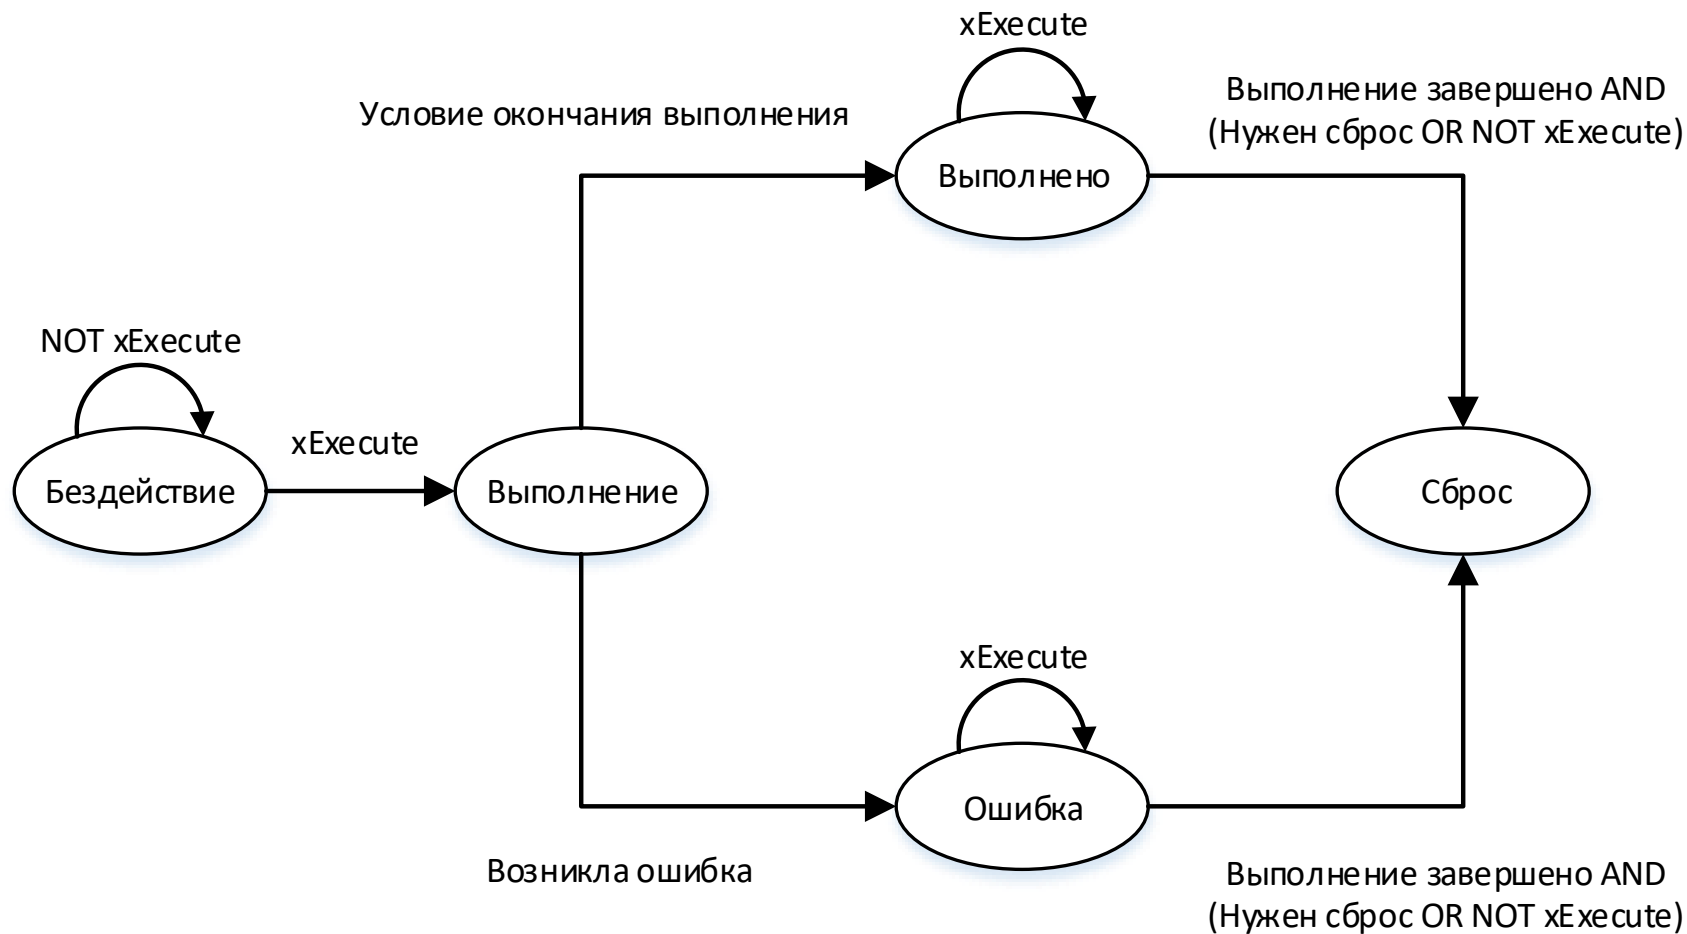 xExecute
Условие окончания выполнения
Выполнение завершено AND
(Нужен сброс OR NOT xExecute)
Выполнено
NOT xExecute
xExecute
Бездействие
Выполнение
Сброс
xExecute
Ошибка
Возникла ошибка
Выполнение завершено AND
(Нужен сброс OR NOT xExecute)